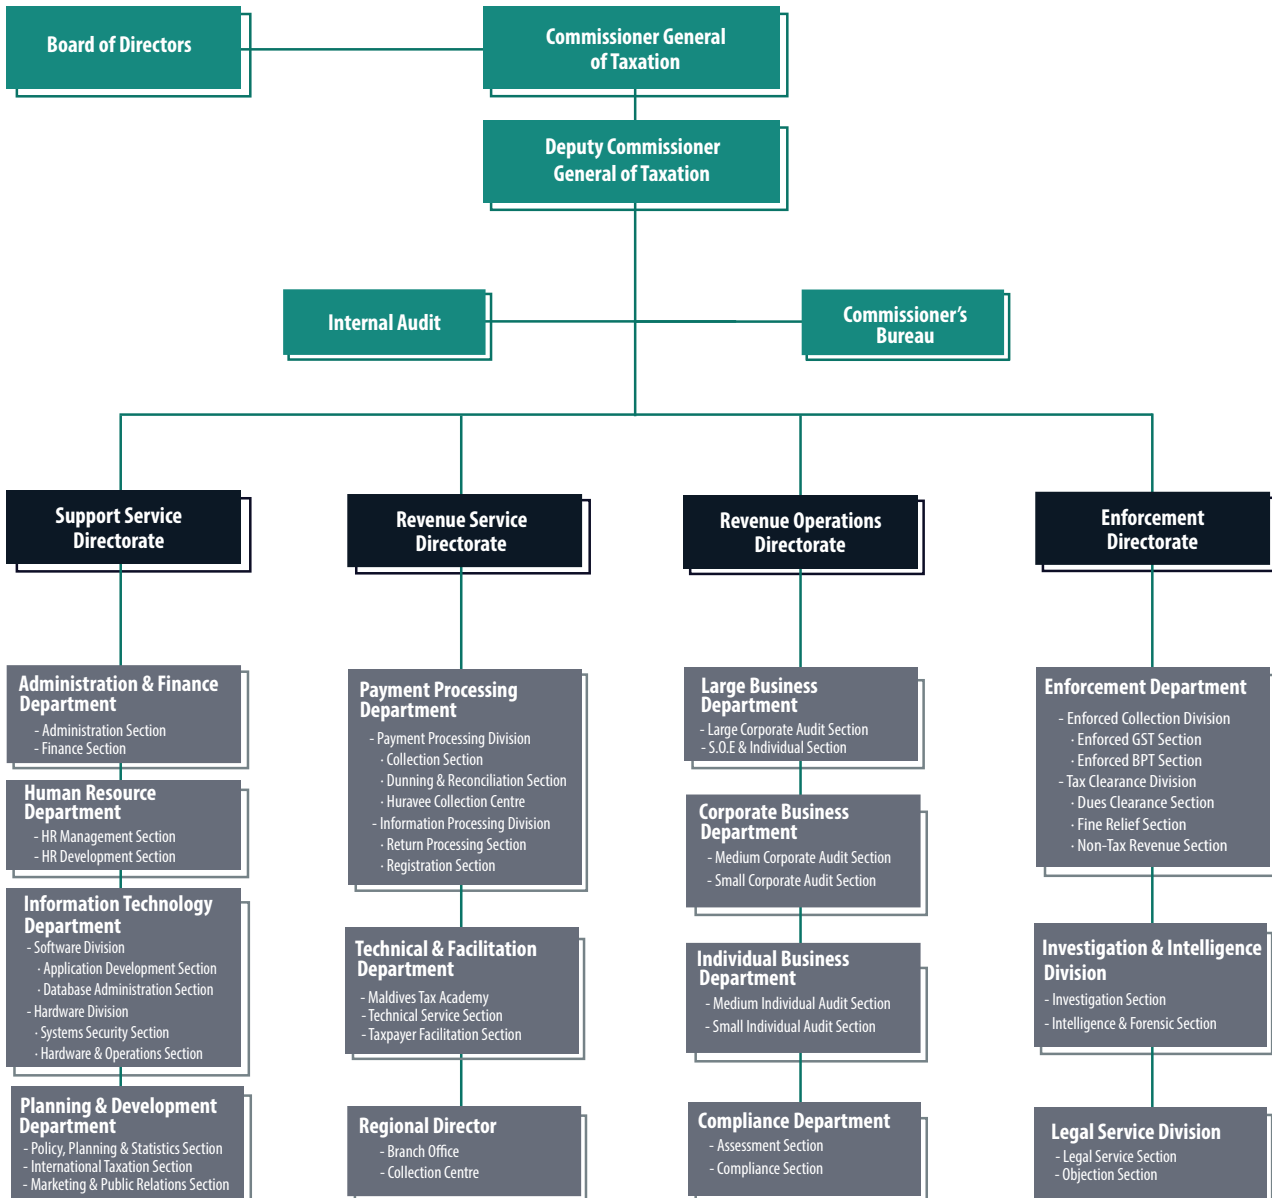 Board of Directors
Commissioner General
of Taxation
Deputy Commissioner
General of Taxation
Internal Audit
Commissioner's
Bureau
Support Service
Directorate
Administration & Finance
Department
- Administration Section
- Finance Section
Human Resource
Department
- HR Management Section
- HR Development Section
Information Technology
Department
- Software Division
· Application Development Section
· Database Administration Section
- Hardware Division
· Systems Security Section
· Hardware & Operations Section
Planning & Development
Department
- Policy, Planning & Statistics Section
- International Taxation Section
- Marketing & Public Relations Section
Revenue Service
Directorate
Payment Processing
Department
- Payment Processing Division
· Collection Section
· Dunning & Reconciliation Section
· Huravee Collection Centre
- Information Processing Division
· Return Processing Section
· Registration Section
Technical & Facilitation
Department
- Maldives Tax Academy
- Technical Service Section
- Taxpayer Facilitation Section
Regional Director
- Branch Office
- Collection Centre
Revenue Operations
Directorate
Large Business
Department
- Large Corporate Audit Section
- S.O.E & Individual Section
Corporate Business
Department
- Medium Corporate Audit Section
- Small Corporate Audit Section
Individual Business
Department
- Medium Individual Audit Section
- Small Individual Audit Section
Compliance Department
- Assessment Section
- Compliance Section
Enforcement
Directorate
Enforcement Department
- Enforced Collection Division
· Enforced GST Section
· Enforced BPT Section
- Tax Clearance Division
· Dues Clearance Section
· Fine Relief Section
· Non-Tax Revenue Section
Investigation & Intelligence
Division
- Investigation Section
- Intelligence & Forensic Section
Legal Service Division
- Legal Service Section
- Objection Section